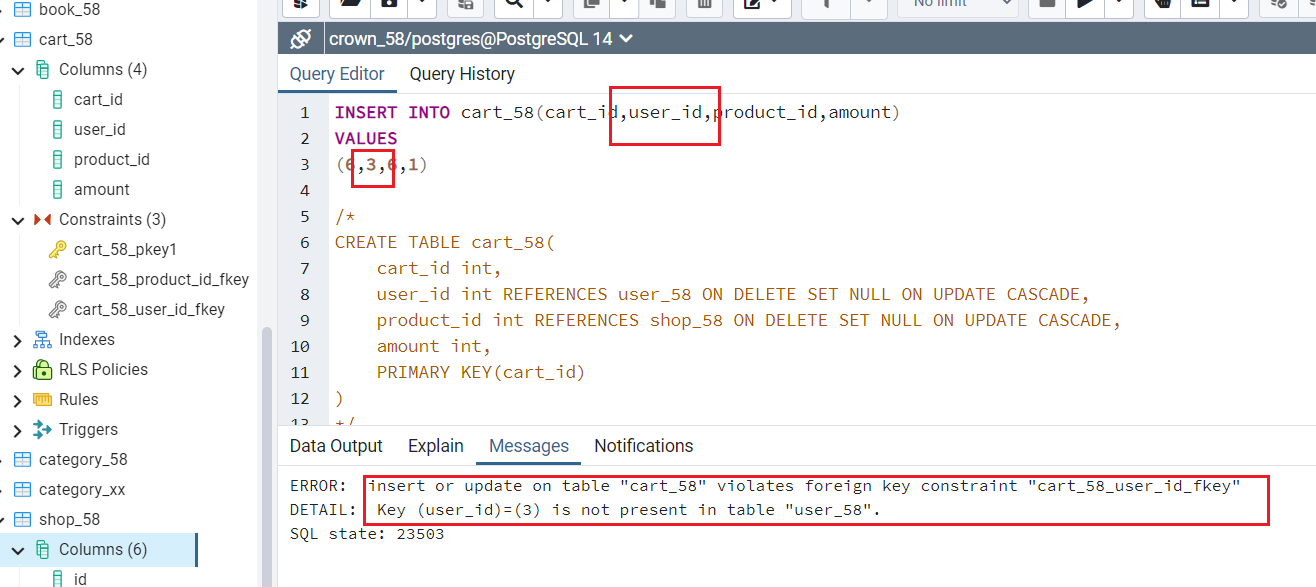 book_58
cart_58
Columns (4)
cart_id
user_id
product_id
amount
Constraints (3)
cart_58_pkey1
cart_58_product_id_fkey
cart_58_user_id_fkey
Indexes
RLS Policies
Rules
Triggers
category_58
category_xx
shop_58
Columns (6)
id
No limit
crown_58/postgres@PostgreSQL 14
Query Editor Query History
1 INSERT INTO cart_58(cart_id,user_id,product_id,amount)
2 VALUES
3 (6,3,6,1)
4
5 /*
6 CREATE TABLE cart_58(
7 cart_id int,
8 user_id int REFERENCES user_58 ON DELETE SET NULL ON UPDATE CASCADE,
9 product_id int REFERENCES shop_58 ON DELETE SET NULL ON UPDATE CASCADE,
10 amount int,
11 PRIMARY KEY(cart_id)
12 )
13 */
Data Output Explain Messages Notifications
ERROR: insert or update on table "cart_58" violates foreign key constraint "cart_58_user_id_fkey"
DETAIL: Key (user_id)=(3) is not present in table "user_58".
SQL state: 23503